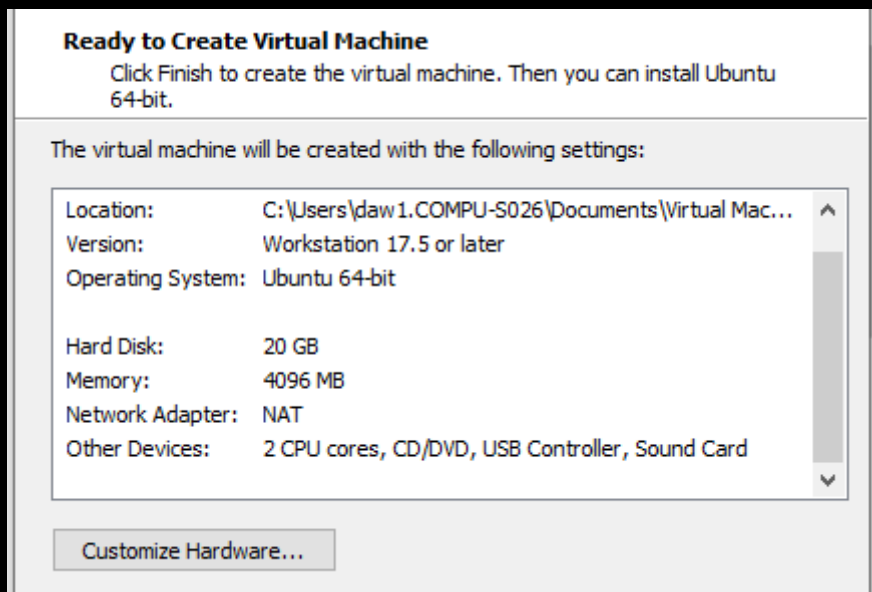 Ready to Create Virtual Machine
Click Finish to create the virtual machine. Then you can install Ubuntu
64-bit.
The virtual machine will be created with the following settings:
Location: C:\Users\daw1.COMPU-S026\Documents\Virtual Mac...
Version: Workstation 17.5 or later
Operating System: Ubuntu 64-bit
Hard Disk: 20 GB
Memory: 4096 MB
Network Adapter: NAT
Other Devices: 2 CPU cores, CD/DVD, USB Controller, Sound Card
Customize Hardware...